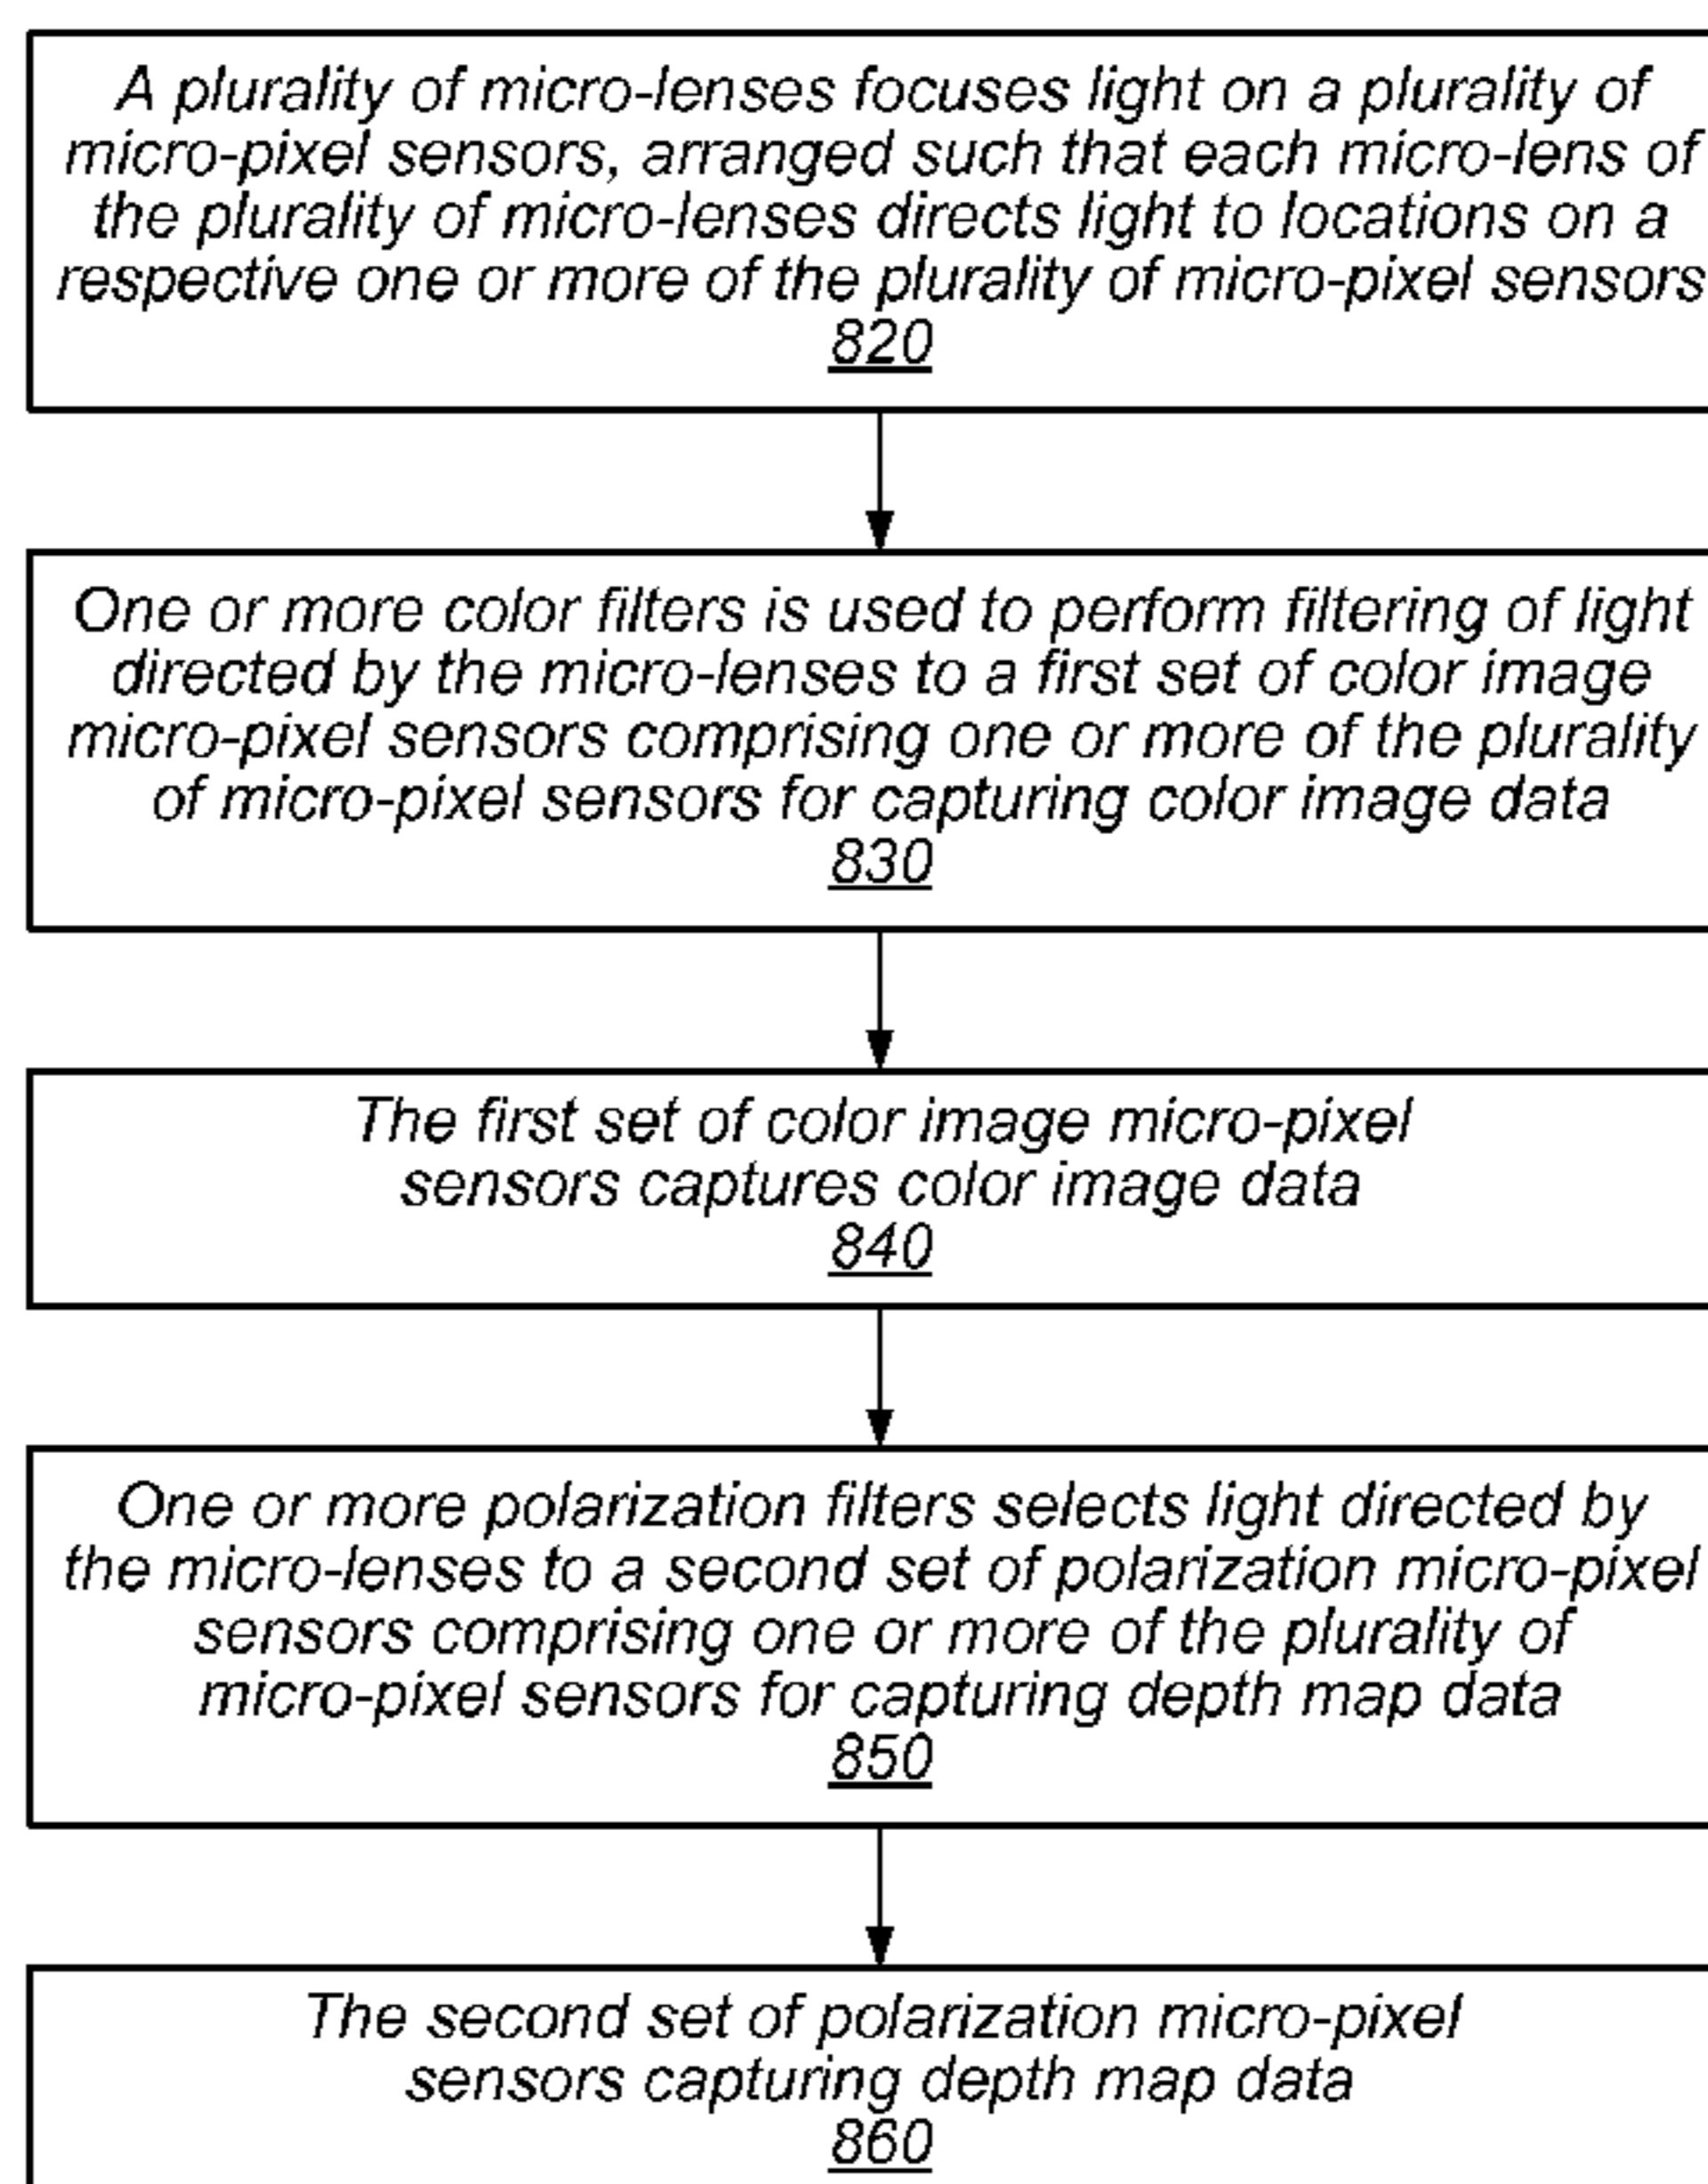 A plurality of micro-lenses focuses light on a plurality of
micro-pixel sensors, arranged such that each micro-lens of
the plurality of micro-lenses directs light to locations on a
respective one or more of the plurality of micro-pixel sensors
820
One or more color filters is used to perform filtering of light
directed by the micro-lenses to a first set of color image
micro-pixel sensors comprising one or more of the plurality
of micro-pixel sensors for capturing color image data
830
The first set of color image micro-pixel
sensors captures color image data
840
One or more polarization filters selects light directed by
the micro-lenses to a second set of polarization micro-pixel
sensors comprising one or more of the plurality of
micro-pixel sensors for capturing depth map data
850
The second set of polarization micro-pixel
sensors capturing depth map data
860